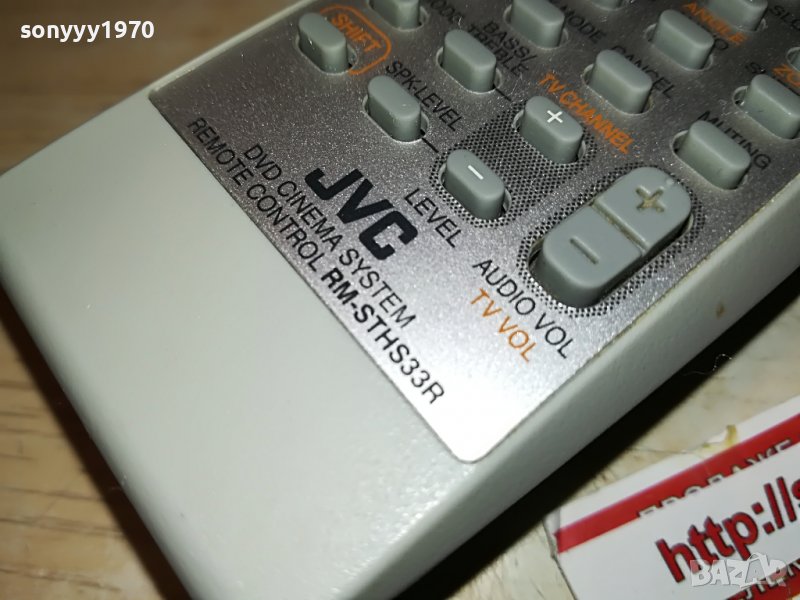 sonyyy1970
SHIFT
BASS/
TREBLE
MODE
ANGLE
CANCEL
TV CHANNEL
SPK-LEVEL
MUTING
+
-
LEVEL
+
-
AUDIO VOL
TV VOL
JVC
DVD CINEMA SYSTEM
REMOTE CONTROL RM-STHS33R
http://s
BAZAR